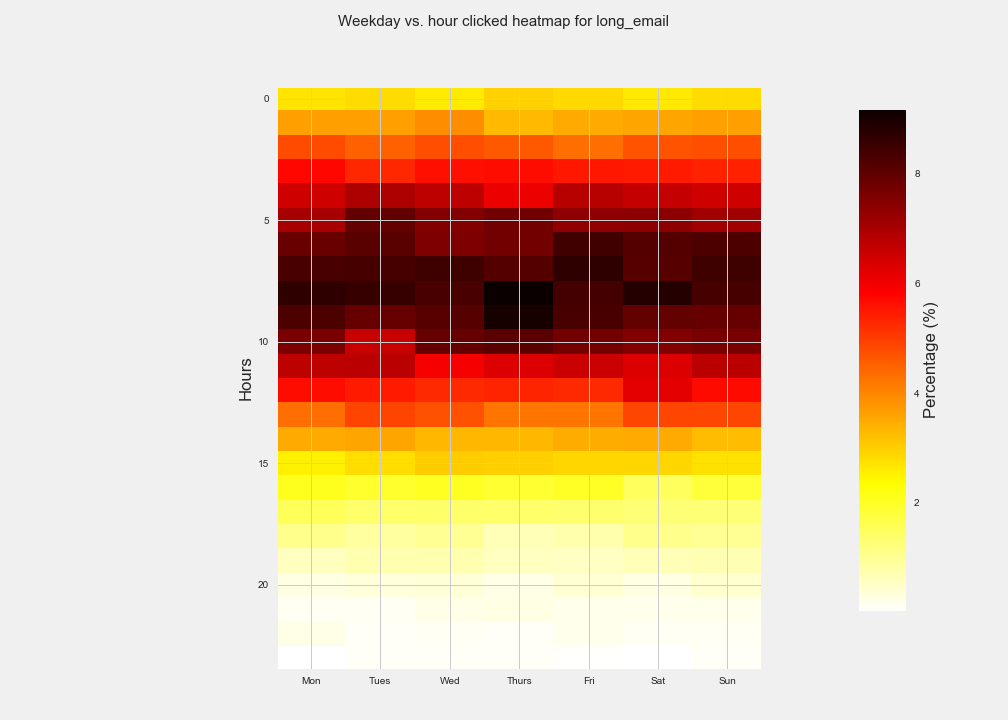 Weekday vs. hour clicked heatmap for long_email
0
5
10
15
20
Hours
Mon Tues Wed Thurs Fri Sat Sun
8
6
4
2
Percentage (%)